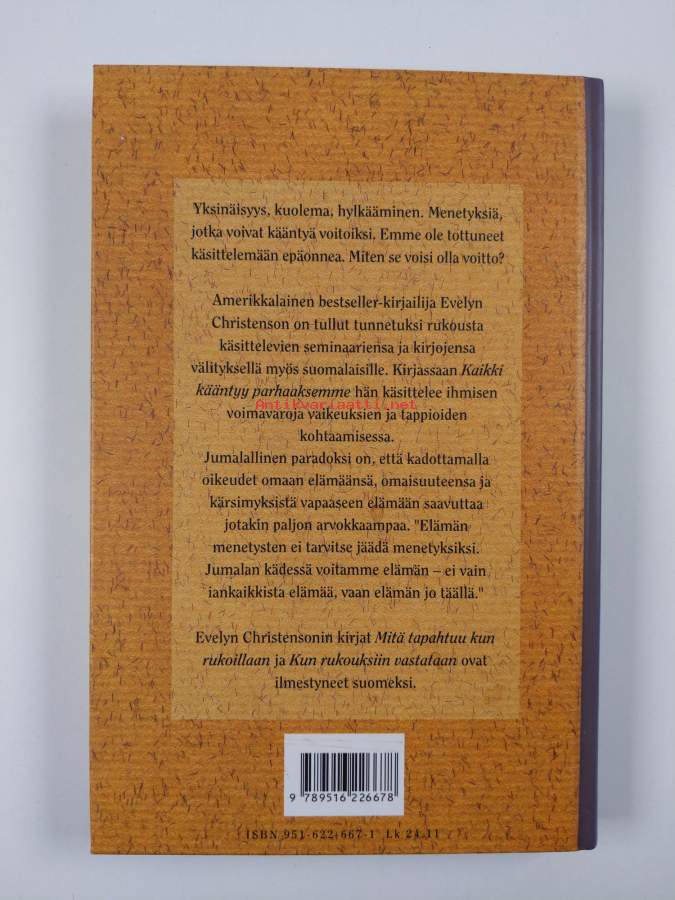 Yksinäisyys, kuolema, hylkääminen. Menetyksiä,
jotka voivat kääntyä voitoiksi. Emme ole tottuneet
käsittelemään epäonnea. Miten se voisi olla voitto?
Amerikkalainen bestseller-kirjailija Evelyn
Christenson on tullut tunnetuksi rukousta
käsittelevien seminaariensa ja kirjojensa
välityksellä myös suomalaisille. Kirjassaan Kaikki
kääntyy parhaaksemme hän käsittelee ihmisen
Antikvariaatti.net
voimavaroja vaikeuksien ja tappioiden
kohtaamisessa.
Jumalallinen paradoksi on, että kadottamalla
oikeudet omaan elämäänsä, omaisuuteensa ja
kärsimyksistä vapaaseen elämään saavuttaa
jotakin paljon arvokkaampaa. "Elämän
menetysten ei tarvitse jäädä menetyksiksi.
Jumalan kädessä voitamme elämän – ei vain
iankaikkista elämää, vaan elämän jo täällä."
Evelyn Christensonin kirjat Mitä tapahtuu kun
rukoillaan ja Kun rukouksiin vastataan ovat
ilmestyneet suomeksi.
9 789516 226678
ISBN 951-622-667-1 Lk 24.11